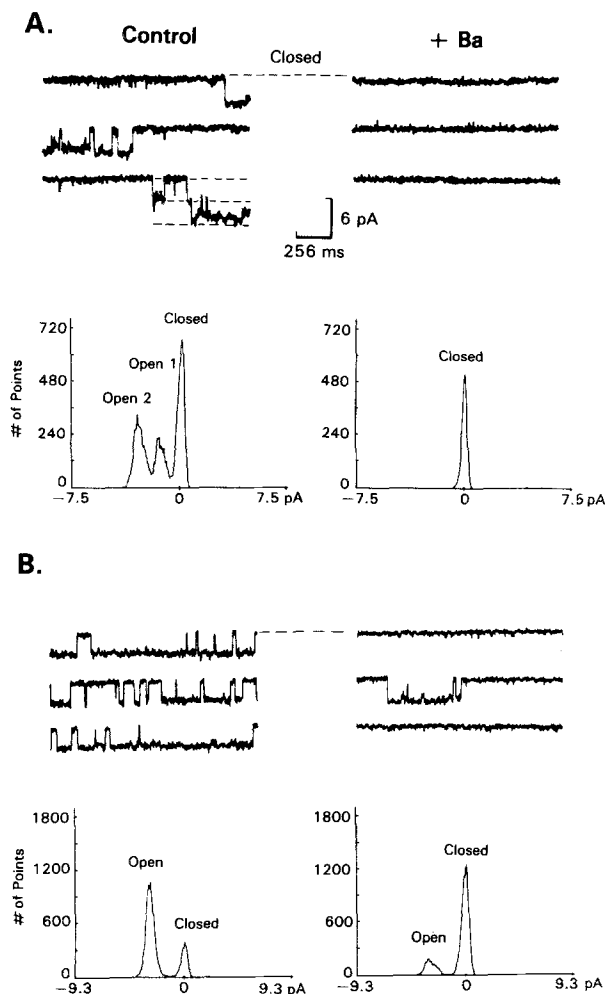 A.
Control
+ Ba
Closed
6 pA
256 ms
720
480
240
0
# of Points
Closed
Open 1
Open 2
−7.5
0
7.5 pA
720
480
240
0
Closed
−7.5
0
7.5 pA
B.
1800
1200
600
0
# of Points
Open
Closed
−9.3
0
9.3 pA
1800
1200
600
0
Closed
Open
−9.3
0
9.3 pA